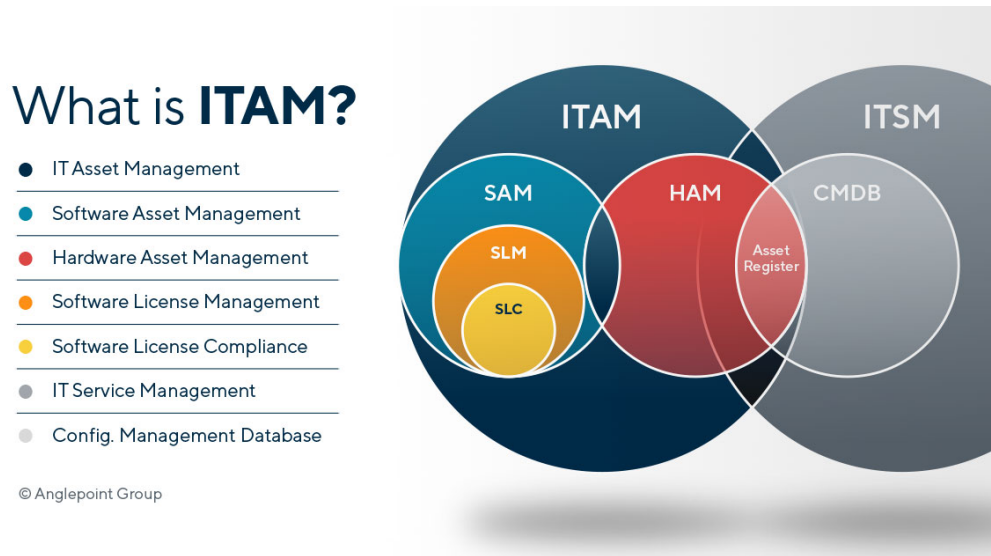 What is ITAM?
IT Asset Management
Software Asset Management
Hardware Asset Management
Software License Management
Software License Compliance
IT Service Management
Config. Management Database
© Anglepoint Group
ITAM
ITSM
SAM
HAM
CMDB
SLM
Asset
Register
SLC